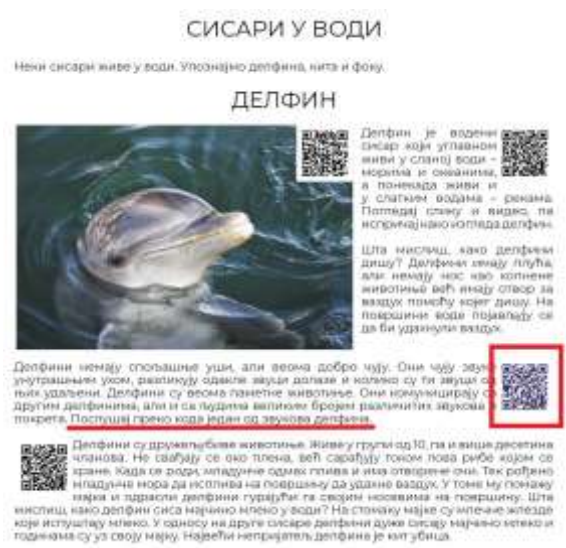 СИСАРИ У ВОДИ
Неки сисари живе у води. Упознајмо делфина, кита и фоку.
ДЕЛФИН
Делфин је водени
сисар који углавном
живи у сланој води –
морима и океанима,
а понекада живи и
у слатким водама – рекама.
Погледај слику и видео, па
испричај како изгледа делфин.
Шта мислиш, како делфини
дишу? Делфини имају плућа,
али немају нос као копнене
животиње већ имају отвор за
ваздух помоћу којег дишу. На
површини воде појављују се
да би удахнули ваздух.
Делфини немају спољашње уши, али веома добро чују. Они чују звуке
унутрашњим ухом, разликују одакле звуци долазе и колико су ти звуци од
њих удаљени. Делфини су веома паметне животиње. Они комуницирају са
другим делфинима, али и са људима великим бројем различитих звукова и
покрета. Послушај преко кода један од звукова делфина.
Делфини су дружељубиве животиње. Живе у групи од 10, па и више десетина
чланова. Не свађају се око плена, већ сарађују током лова рибе којом се
хране. Када се роди, младунче одмах плива и има отворене очи. Тек рођено
младунче мора да исплива на површину да удахне ваздух. У томе му помажу
мајка и одрасли делфини гурајући га својим носевима на површину. Шта
мислиш, како делфин сиса мајчино млеко у води? На стомаку мајке су млечне жлезде
које испуштају млеко. У односу на друге сисаре делфини дуже сисају мајчино млеко и
годинама су уз своју мајку. Највећи непријатељ делфина је кит убица.